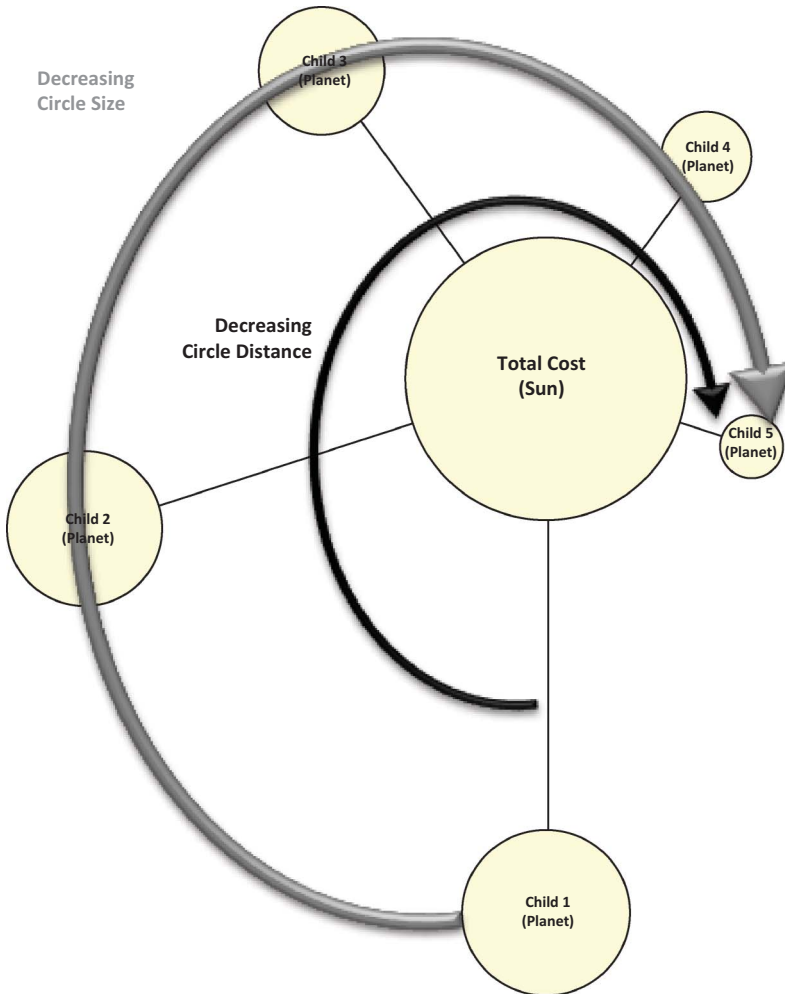 Decreasing
Circle Size
Child 3
(Planet)
Child 4
(Planet)
Decreasing
Circle Distance
Total Cost
(Sun)
Child 5
(Planet)
Child 2
(Planet)
Child 1
(Planet)